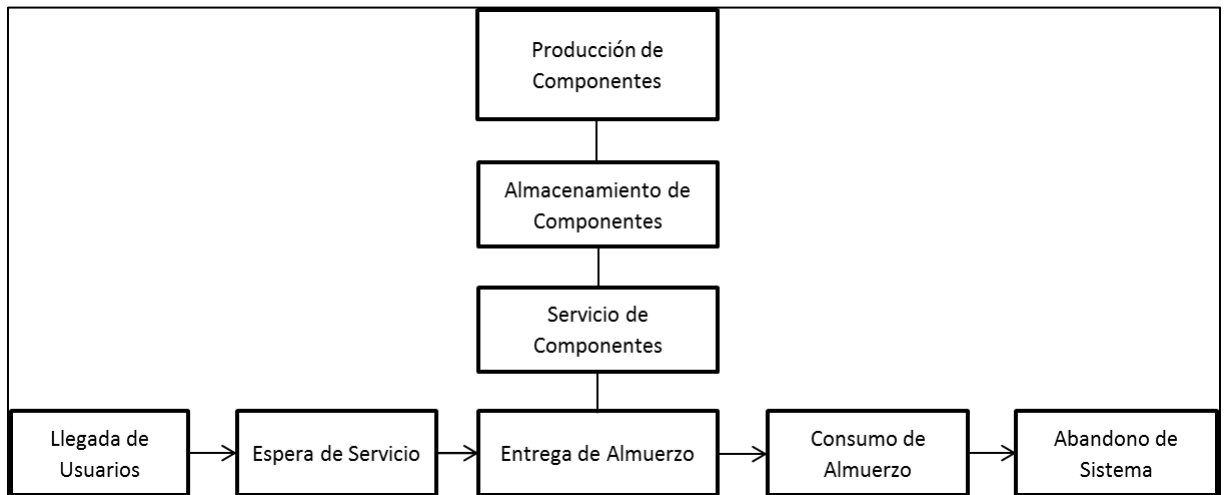 Producción de
Componentes
Almacenamiento de
Componentes
Servicio de
Componentes
Llegada de
Usuarios
Espera de Servicio
Entrega de Almuerzo
Consumo de
Almuerzo
Abandono de
Sistema